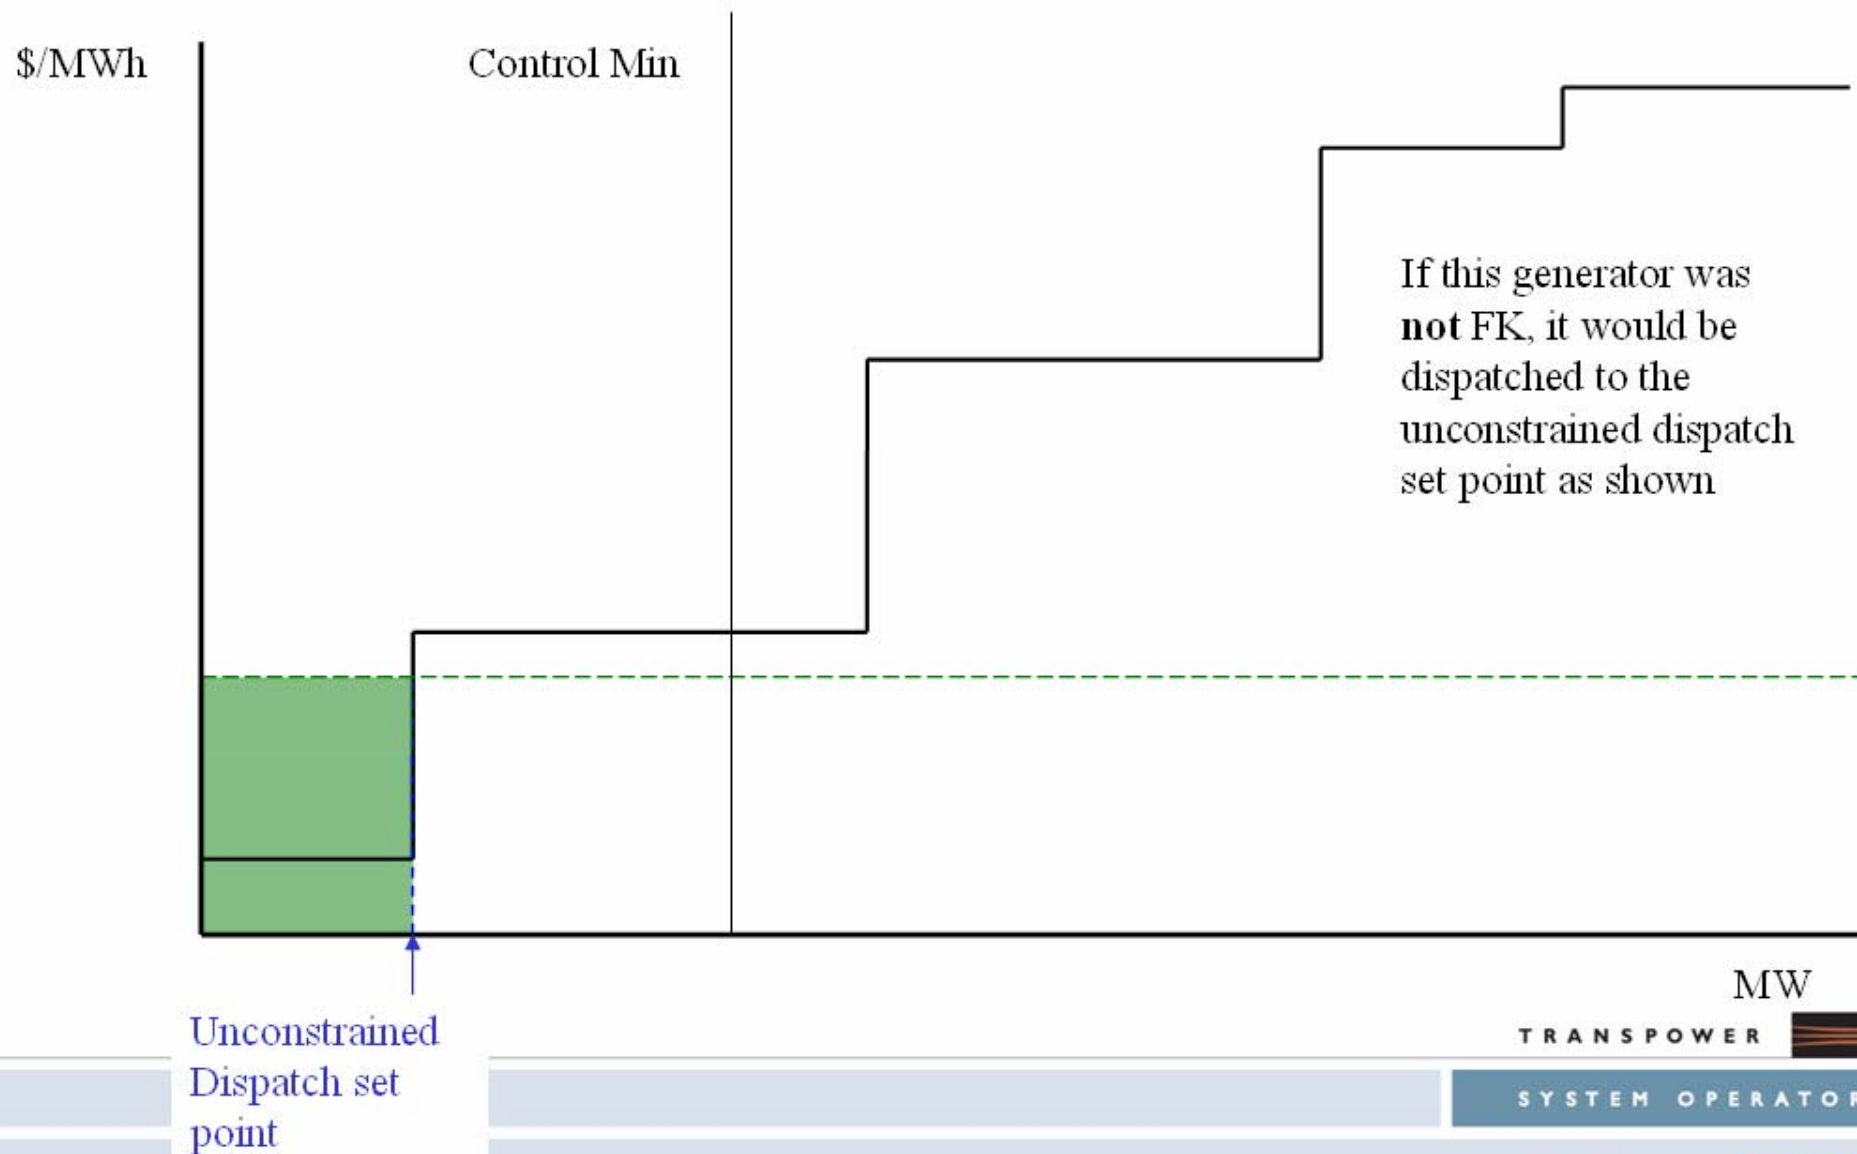 $/MWh
Control Min
If this generator was
not FK, it would be
dispatched to the
unconstrained dispatch
set point as shown
MW
Unconstrained
Dispatch set
point
TRANSPOWER
SYSTEM OPERATOR